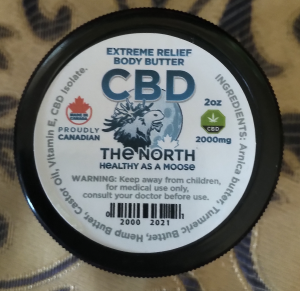 EXTREME RELIEF
BODY BUTTER
CBD
PROUDLY
CANADIAN
2oz
CBD
2000mg
THE NORTH
HEALTHY AS A MOOSE
WARNING: Keep away from children,
for medical use only,
consult your doctor before use.
2000 2021
INGREDIENTS: Arnica Butter, Turmeric Butter, Hemp Butter, Castor Oil, Vitamin E, CBD Isolate.